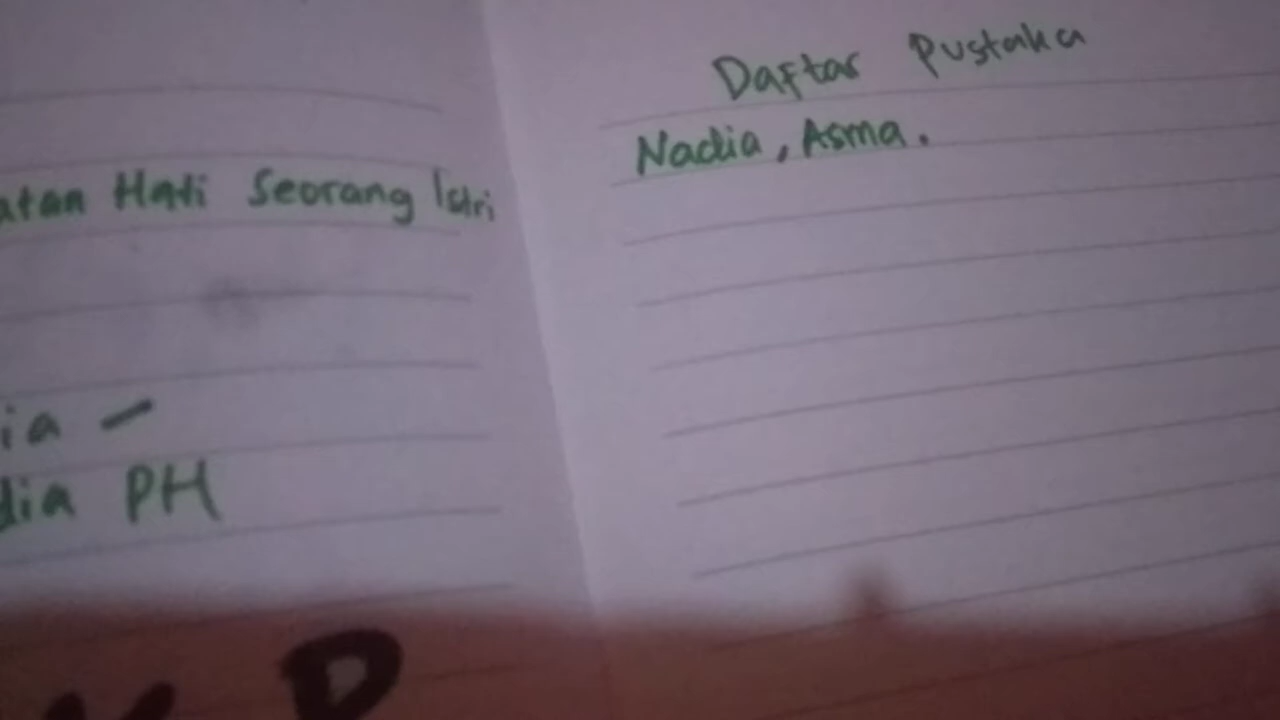 atan Hati Seorang Istri
ia -
dia PH
Daftar Pustaka
Nadia, Asma.